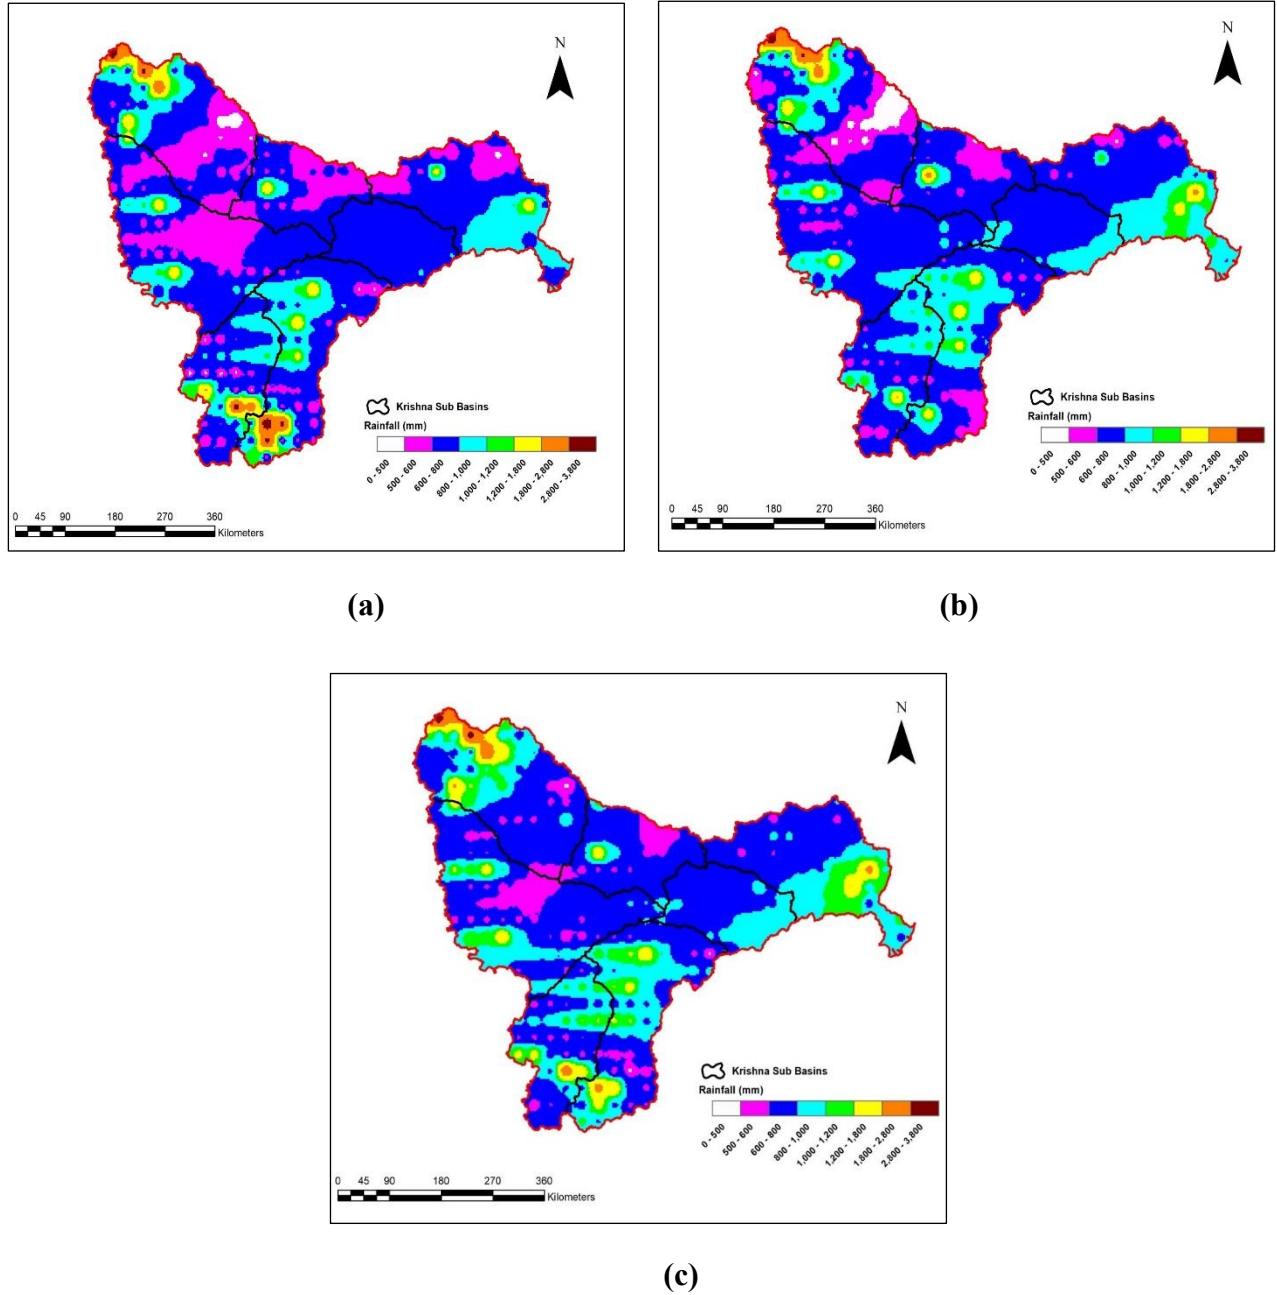 N
Krishna Sub Basins
Rainfall (mm)
0 - 500
500 - 600
600 - 800
800 - 1,000
1,000 - 1,200
1,200 - 1,800
1,800 - 2,800
2,800 - 3,800
0 45 90 180 270 360
Kilometers
(a)
N
Krishna Sub Basins
Rainfall (mm)
0 - 500
500 - 600
600 - 800
800 - 1,000
1,000 - 1,200
1,200 - 1,800
1,800 - 2,800
2,800 - 3,800
0 45 90 180 270 360
Kilometers
(b)
N
Krishna Sub Basins
Rainfall (mm)
0 - 500
500 - 600
600 - 800
800 - 1,000
1,000 - 1,200
1,200 - 1,800
1,800 - 2,800
2,800 - 3,800
0 45 90 180 270 360
Kilometers
(c)